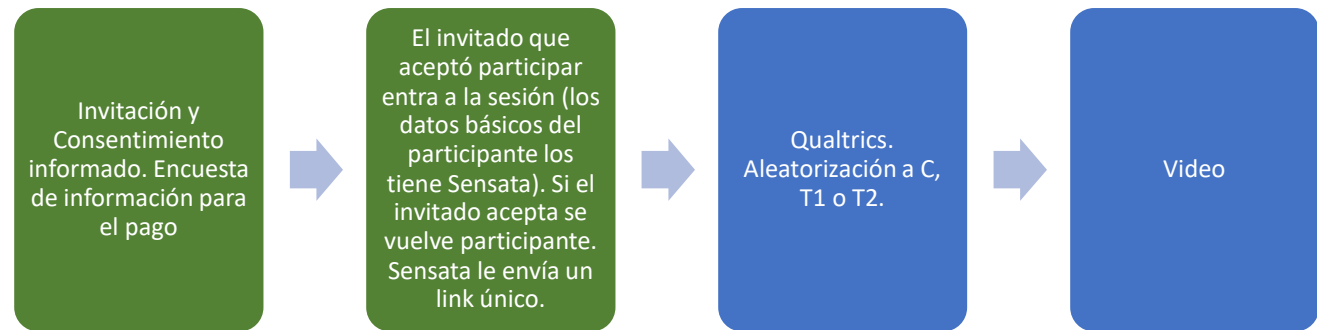 Invitación y
Consentimiento
informado. Encuesta
de información para
el pago
El invitado que
aceptó participar
entra a la sesión (los
datos básicos del
participante los
tiene Sensata). Si el
invitado acepta se
vuelve participante.
Sensata le envía un
link único.
Qualtrics.
Aleatorización a C,
T1 o T2.
Video